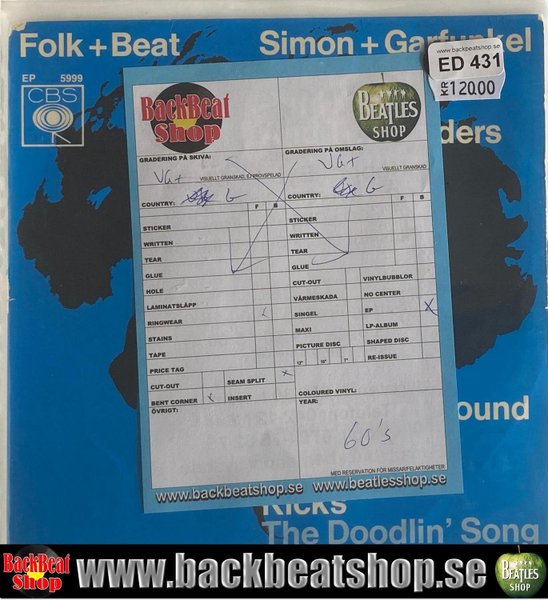 Folk + Beat
Simon + Garfunkel
EP 5999
CBS
www.backbeatshop.se
ED 431
KR120.00
ders
BackBeat
Shop
BEATLES
SHOP
GRADERING PÅ SKIVA:
GRADERING PÅ OMSLAG:
VG+
VISUELLT GRANSKAD, EJ PROVSPELAD
VG+
VISUELLT GRANSKAD
COUNTRY: G
COUNTRY: G
F B
F B
STICKER
STICKER
WRITTEN
WRITTEN
TEAR
TEAR
GLUE
GLUE
HOLE
CUT-OUT
VINYLBUBBLOR
LAMINATSLÄPP
VÄRMESKADA
NO CENTER
RINGWEAR
SINGEL
EP X
STAINS
MAXI
LP-ALBUM
TAPE
PICTURE DISC
SHAPED DISC
PRICE TAG
12" 10" 7"
RE-ISSUE
CUT-OUT
SEAM SPLIT X
BENT CORNER X
INSERT
COLOURED VINYL:
ÖVRIGT:
YEAR:
60's
MED RESERVATION FÖR MISSAR/FELAKTIGHETER
www.backbeatshop.se
www.beatlesshop.se
ound
Kicks
The Doodlin' Song
BackBeat
Shop
www.backbeatshop.se
BEATLES
SHOP